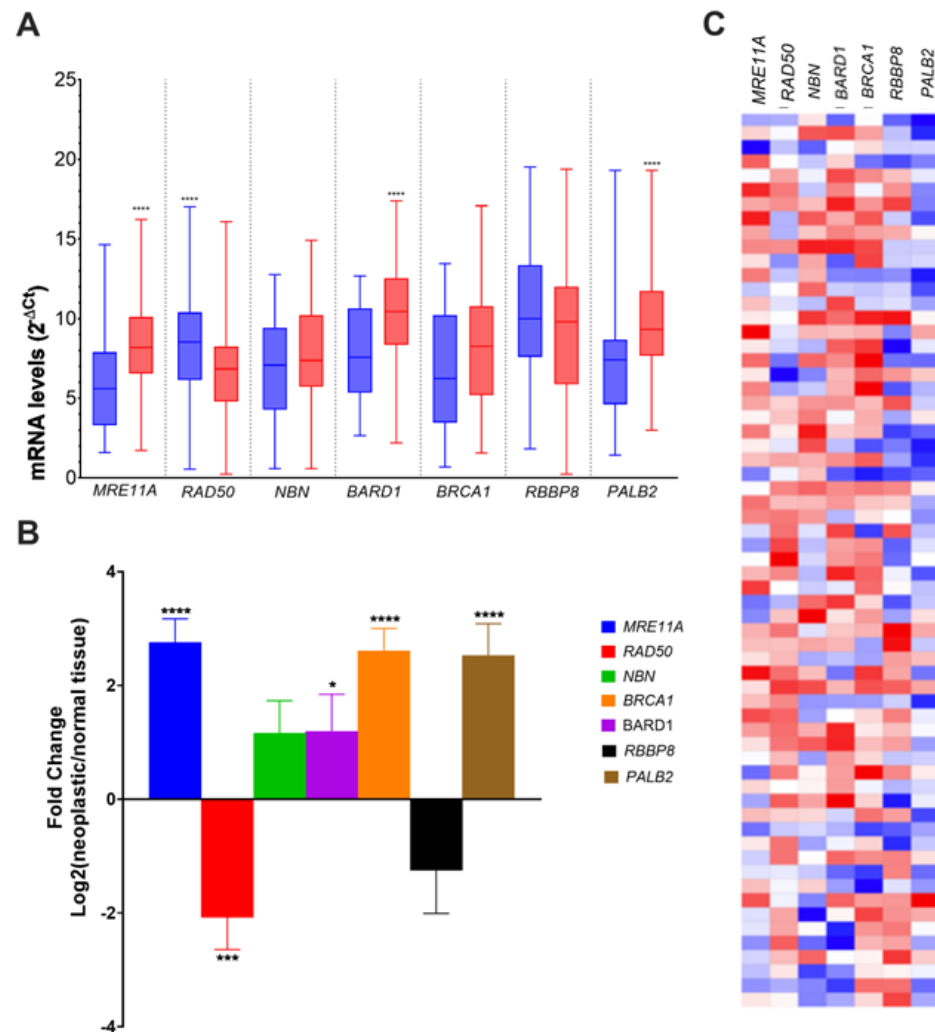 A
mRNA levels (2^-ΔCt)
25
20
15
10
5
0
****
****
****
****
MRE11A RAD50 NBN BARD1 BRCA1 RBBP8 PALB2
B
Fold Change
Log2(neoplastic/normal tissue)
4
2
0
-2
-4
****
***
*
****
****
MRE11A
RAD50
NBN
BRCA1
BARD1
RBBP8
PALB2
C
MRE11A
RAD50
NBN
BARD1
BRCA1
RBBP8
PALB2